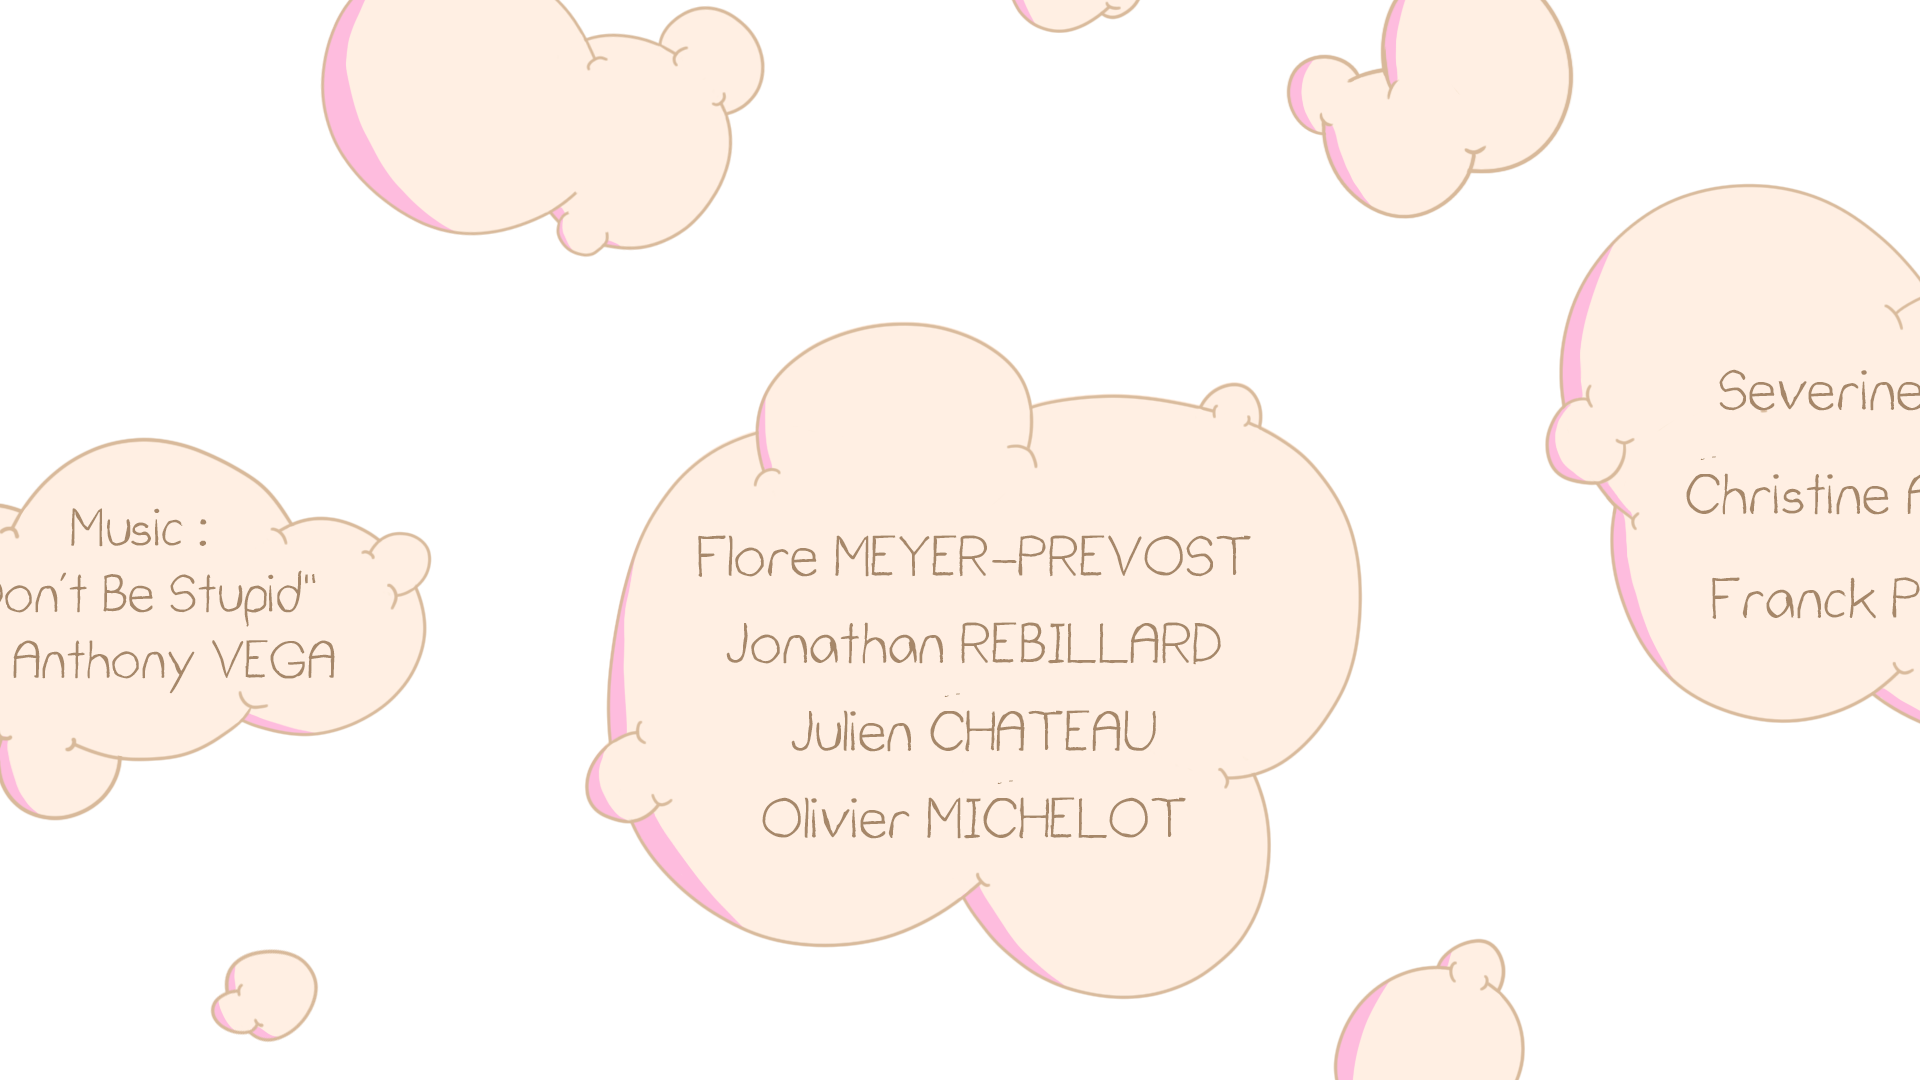 Music :
on't Be Stupid"
Anthony VEGA
Flore MEYER-PREVOST
Jonathan REBILLARD
Julien CHATEAU
Olivier MICHELOT
Severine
Christine
Franck P